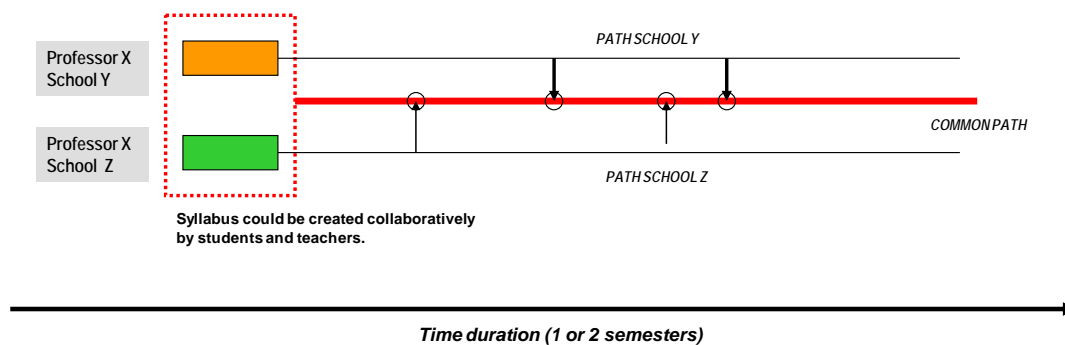 PATH SCHOOL Y
Professor X
School Y
COMMON PATH
Professor X
School Z
PATH SCHOOL Z
Syllabus could be created collaboratively
by students and teachers.
Time duration (1 or 2 semesters)